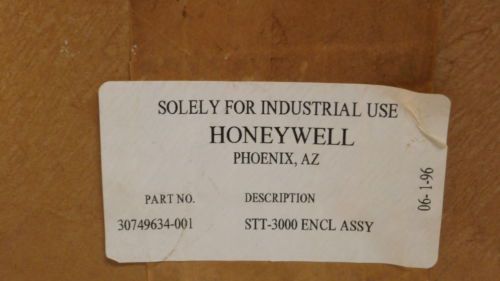 SOLELY FOR INDUSTRIAL USE
HONEYWELL
PHOENIX, AZ
PART NO. DESCRIPTION
30749634-001 STT-3000 ENCL ASSY
06-1-96